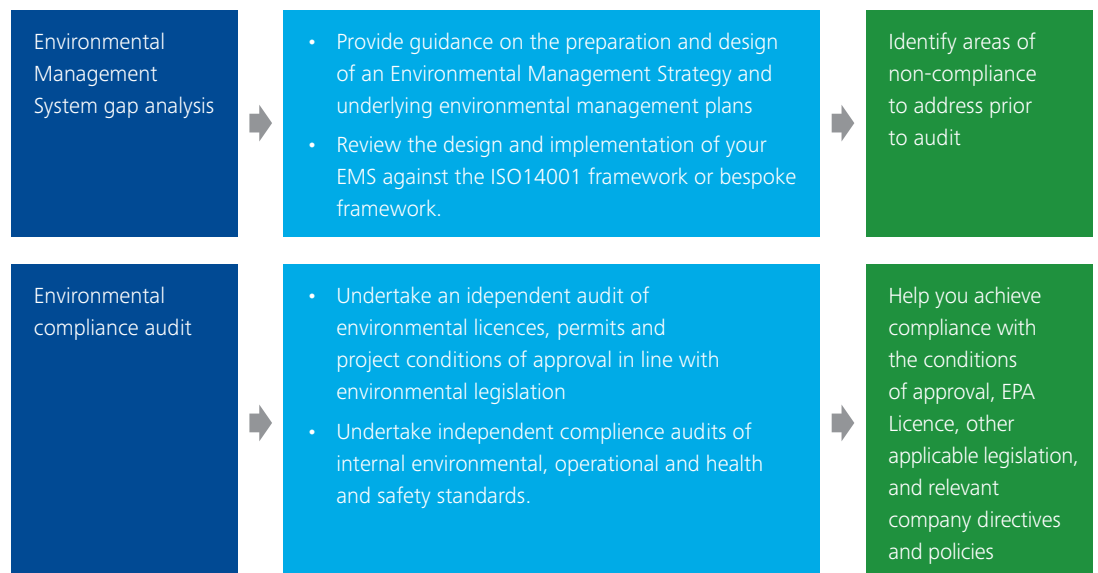 Environmental
Management
System gap analysis
• Provide guidance on the preparation and design
of an Environmental Management Strategy and
underlying environmental management plans
• Review the design and implementation of your
EMS against the ISO14001 framework or bespoke
framework.
Identify areas of
non-compliance
to address prior
to audit
Environmental
compliance audit
• Undertake an idependent audit of
environmental licences, permits and
project conditions of approval in line with
environmental legislation
• Undertake independent complience audits of
internal environmental, operational and health
and safety standards.
Help you achieve
compliance with
the conditions
of approval, EPA
Licence, other
applicable legislation,
and relevant
company directives
and policies